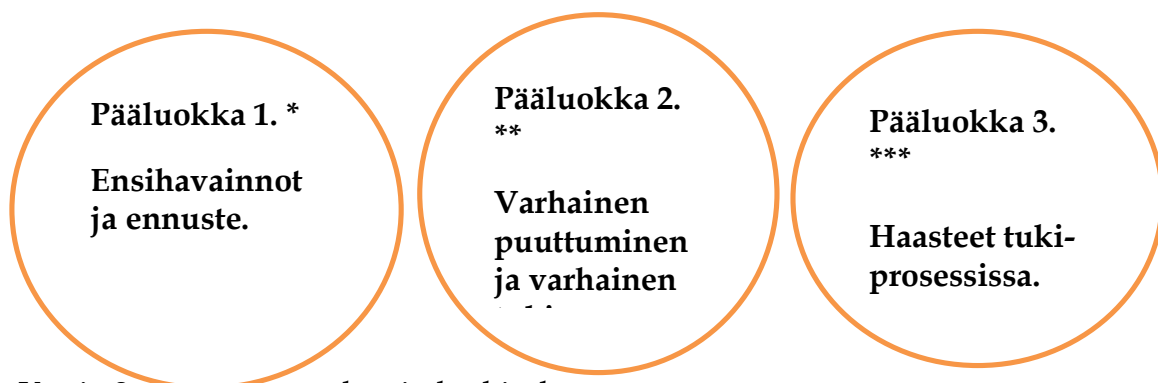 Pääluokka 1. *
Ensihavainnot
ja ennuste.
Pääluokka 2.
**
Varhainen
puuttuminen
ja varhainen
Pääluokka 3.
***
Haasteet tuki-
prosessissa.